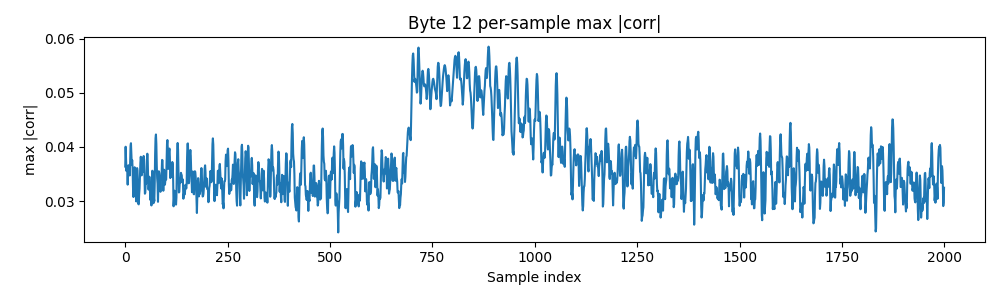 Byte 12 per-sample max |corr|
max |corr|
0.06
0.05
0.04
0.03
0 250 500 750 1000 1250 1500 1750 2000
Sample index